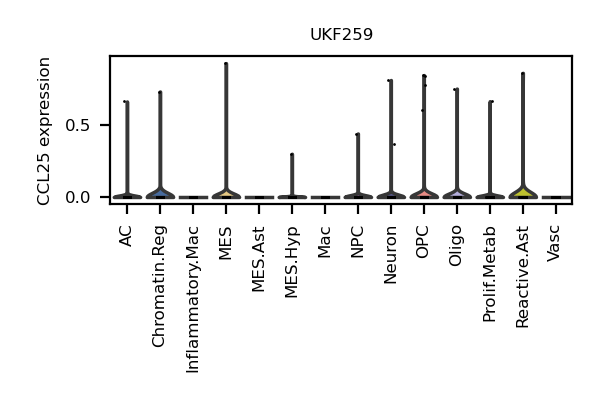 UKF259
CCL25 expression
0.5
0.0
AC
Chromatin.Reg
Inflammatory.Mac
MES
MES.Ast
MES.Hyp
Mac
NPC
Neuron
OPC
Oligo
Prolif.Metab
Reactive.Ast
Vasc